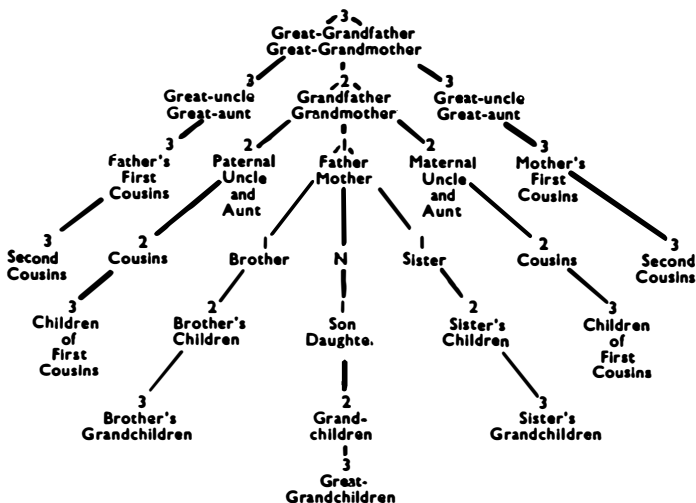 3
Great-Grandfather
Great-Grandmother
3
Great-uncle
Great-aunt
2
Grandfather
Grandmother
3
Great-uncle
Great-aunt
3
Father's
First
Cousins
2
Paternal
Uncle
and
Aunt
1
Father
Mother
2
Maternal
Uncle
and
Aunt
3
Mother's
First
Cousins
3
Second
Cousins
2
Cousins
1
Brother
N
1
Sister
2
Cousins
3
Second
Cousins
3
Children
of
First
Cousins
2
Brother's
Children
1
Son
Daughte.
2
Sister's
Children
3
Children
of
First
Cousins
3
Brother's
Grandchildren
2
Grand-
children
3
Sister's
Grandchildren
3
Great-
Grandchildren